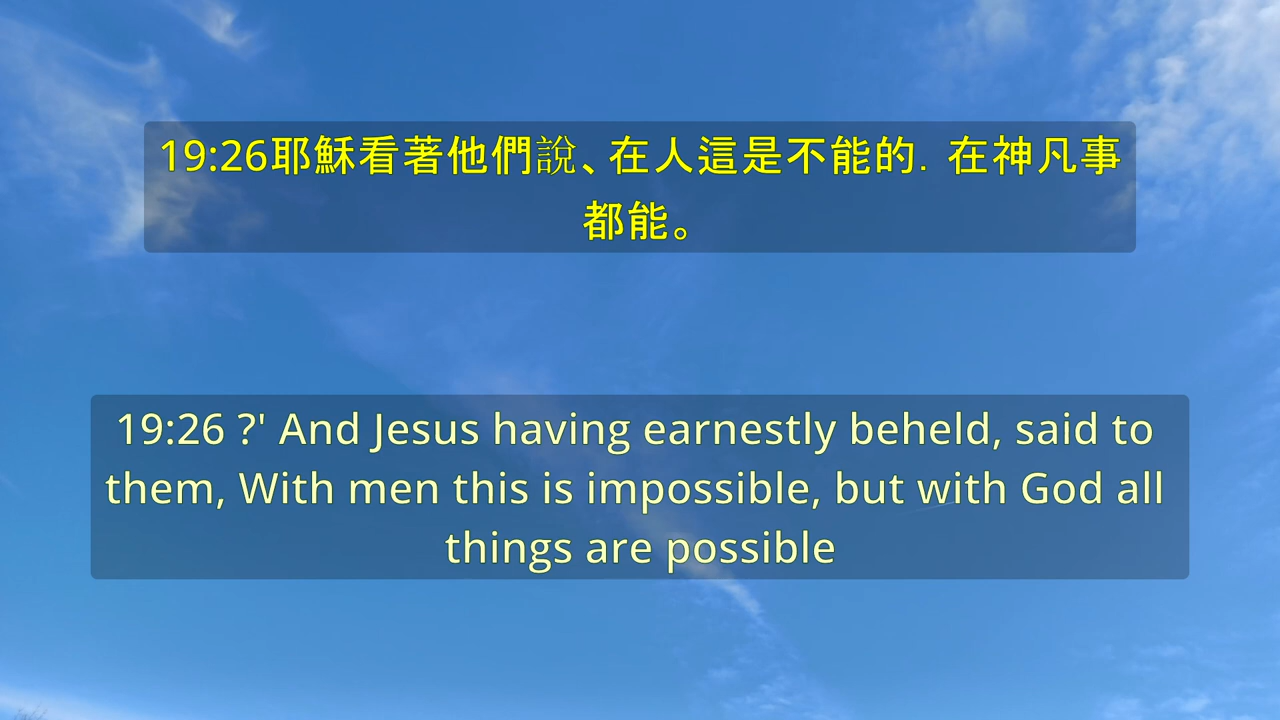 19:26耶穌看著他們說、在人這是不能的．在神凡事
都能。
19:26 ?' And Jesus having earnestly beheld, said to
them, With men this is impossible, but with God all
things are possible